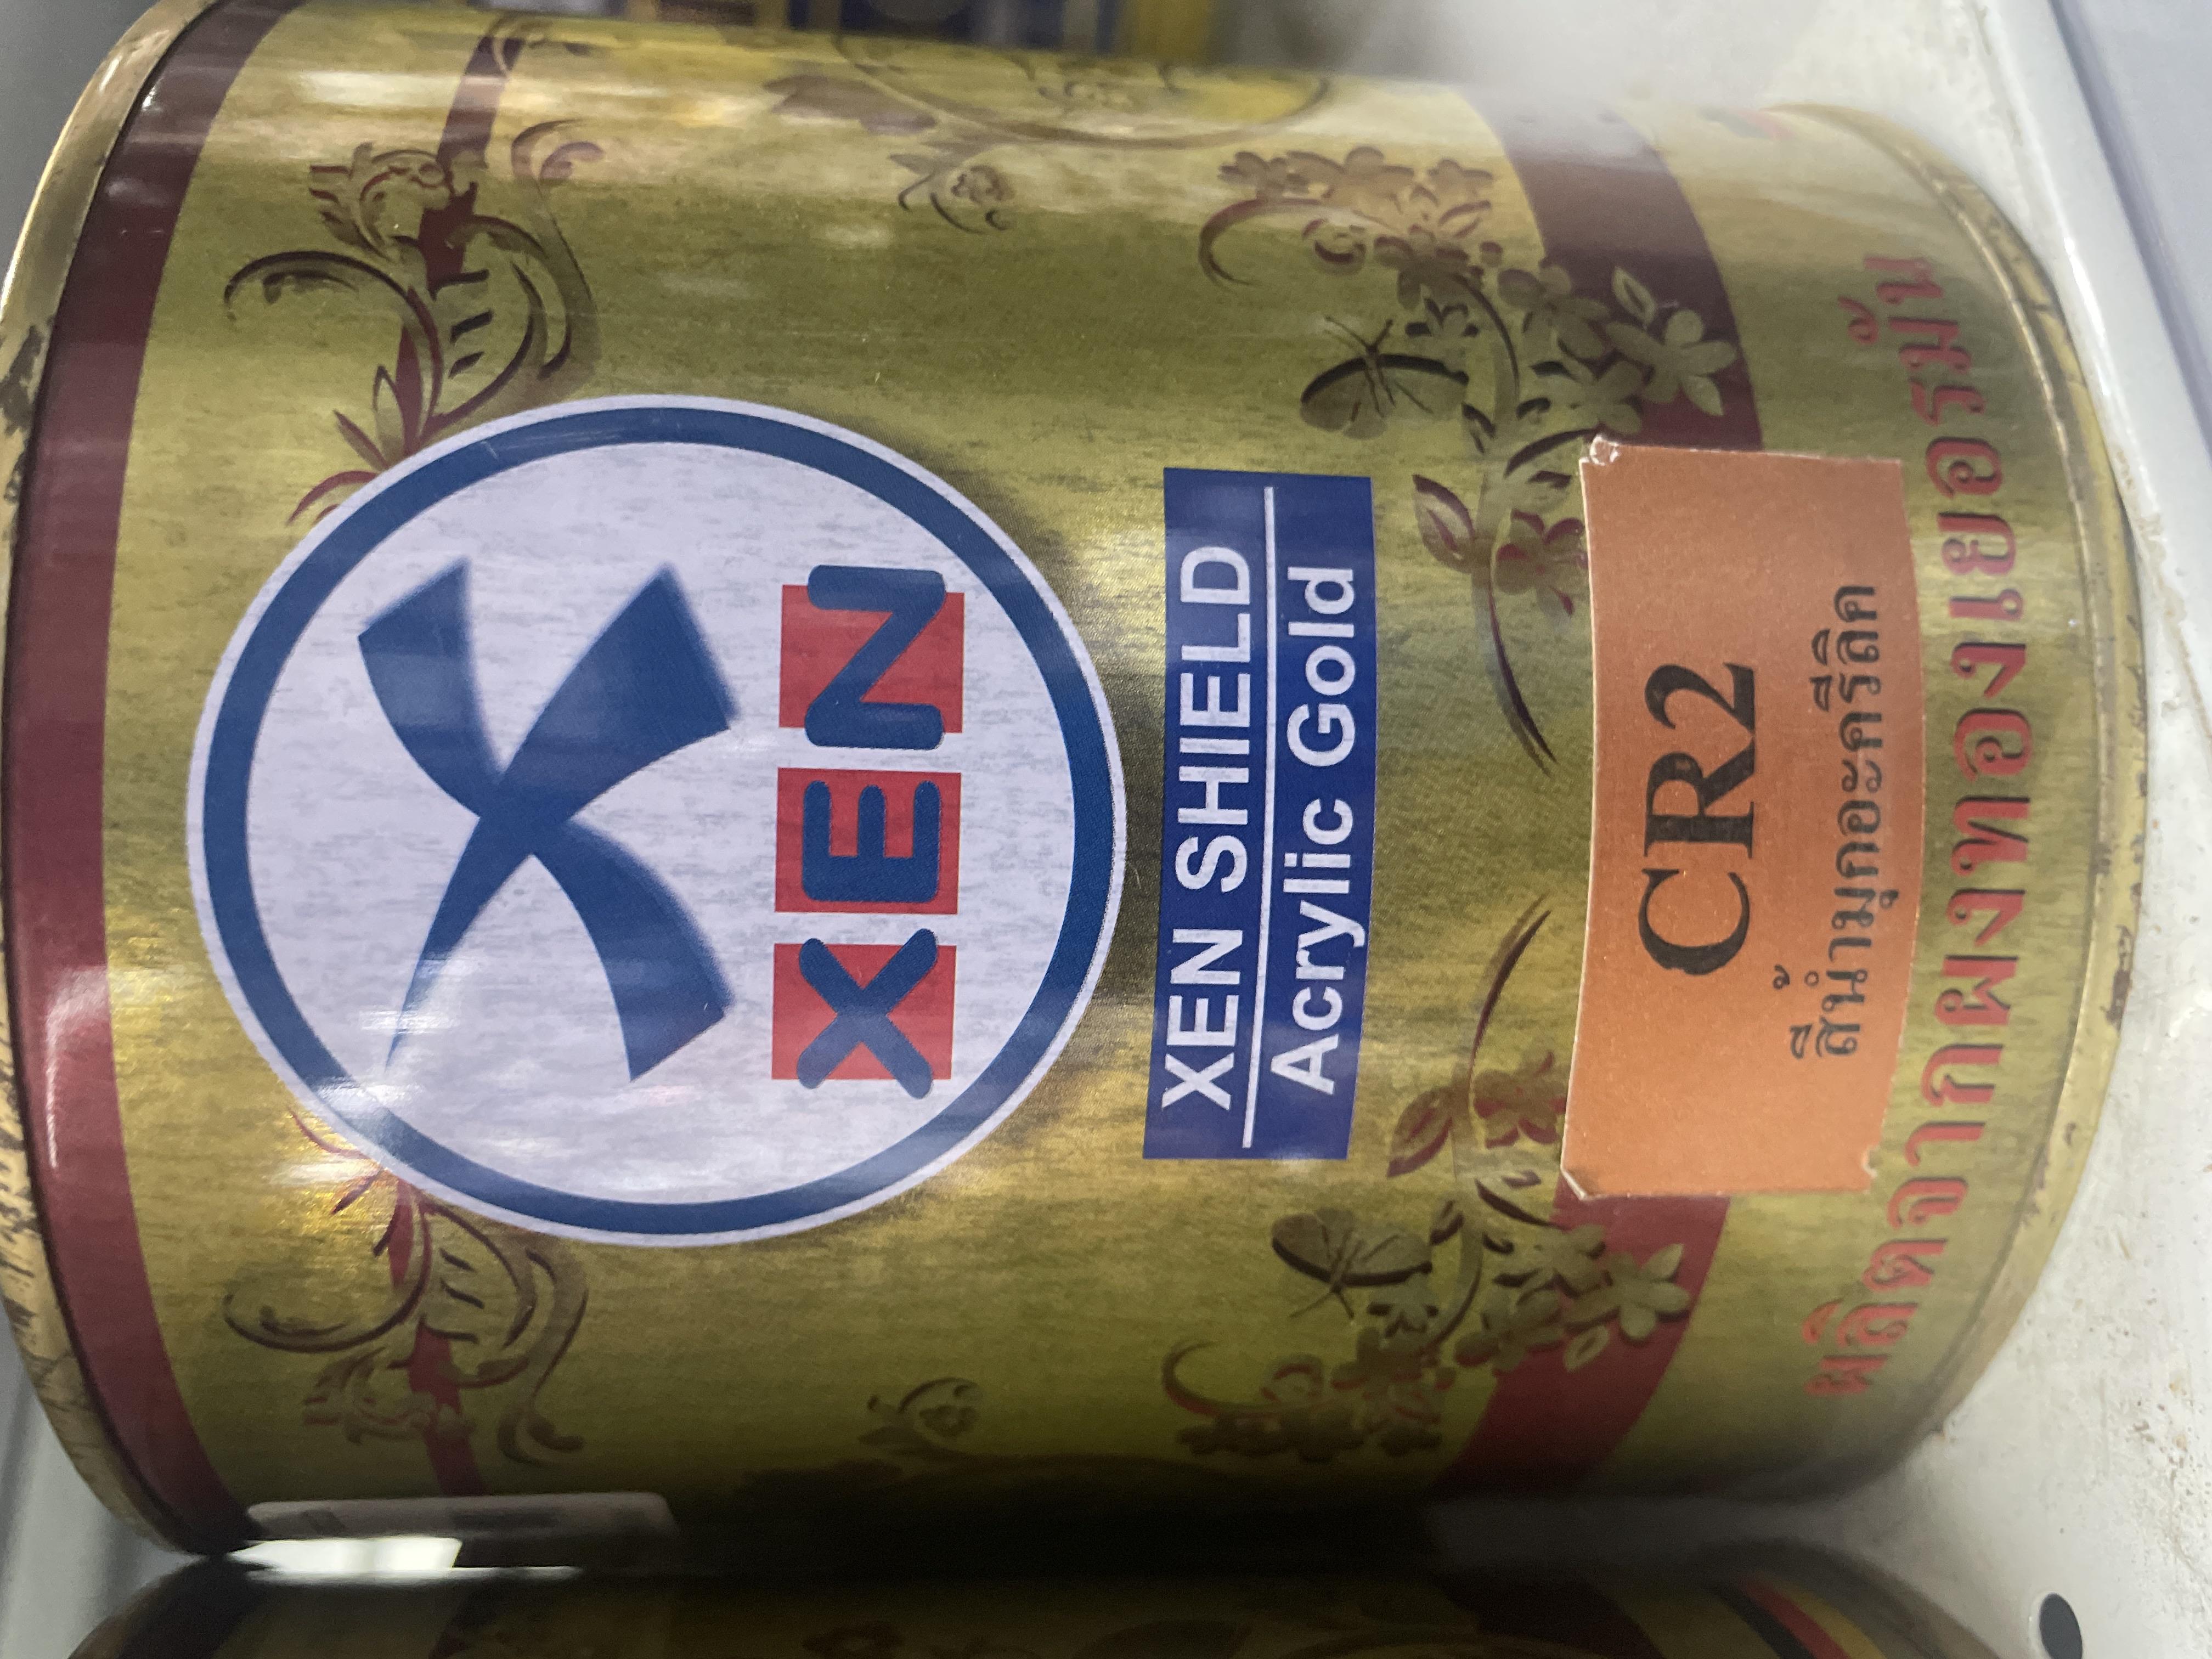 XEN
XEN SHIELD
Acrylic Gold
CR2
สีน้ำมุกอะคริลิค
ผลิตจากผงทองเยอรมัน